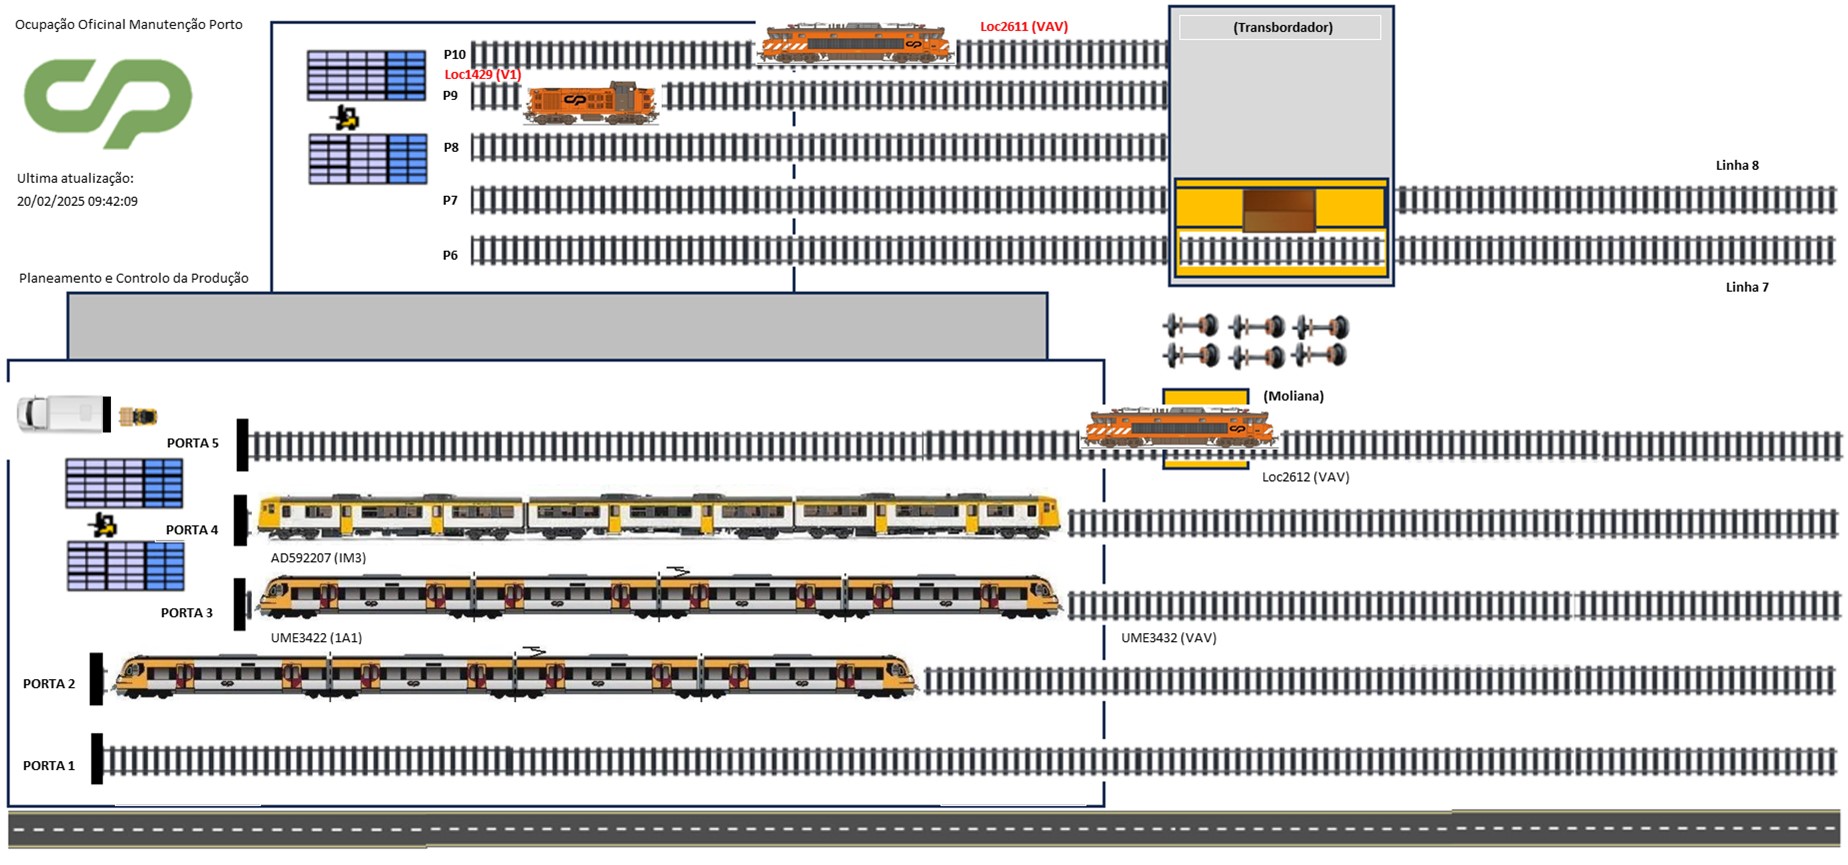 Ocupação Oficinal Manutenção Porto
Ultima atualização:
20/02/2025 09:42:09
Planeamento e Controlo da Produção
P10
Loc2611 (VAV)
(Transbordador)
Loc1429 (V1)
P9
P8
P7
P6
Linha 8
Linha 7
(Moliana)
PORTA 5
Loc2612 (VAV)
PORTA 4
AD592207 (IM3)
PORTA 3
UME3422 (1A1)
UME3432 (VAV)
PORTA 2
PORTA 1